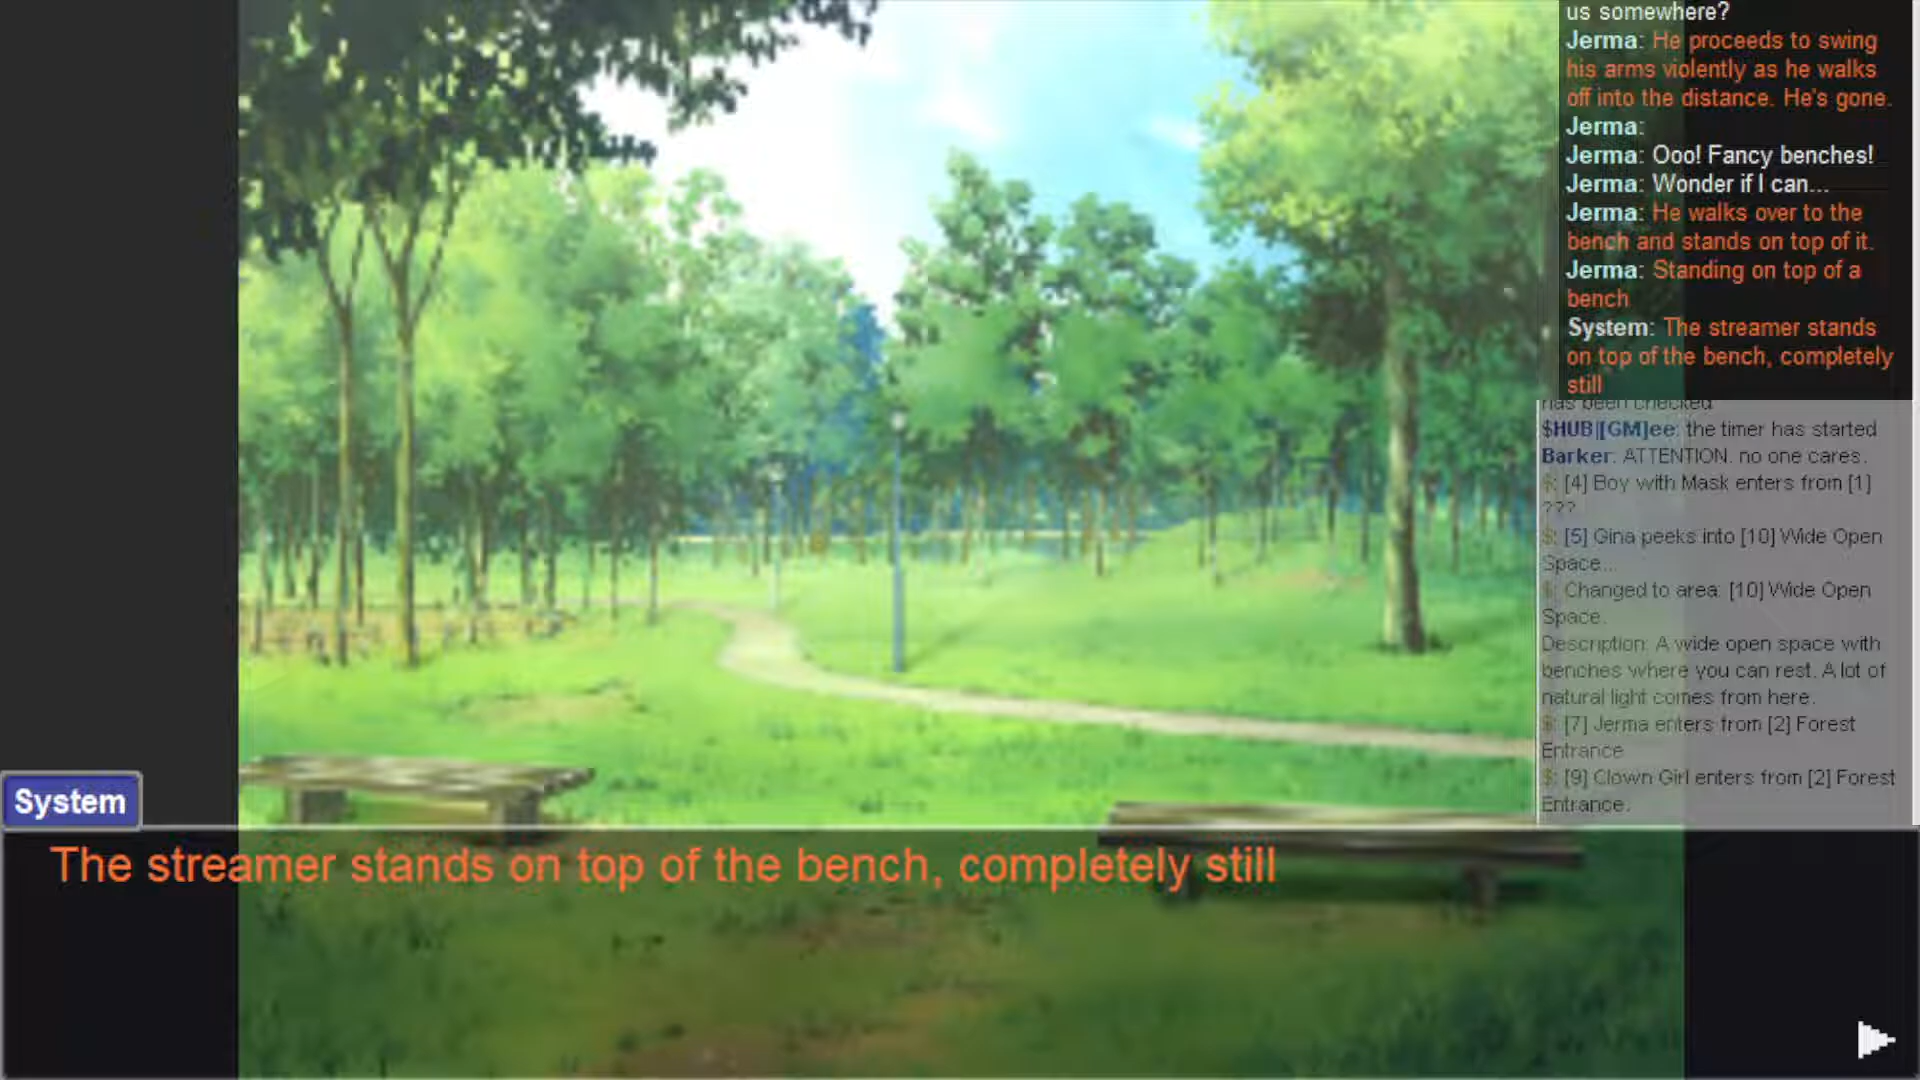 us somewhere?
Jerma: He proceeds to swing
his arms violently as he walks
off into the distance. He's gone.
Jerma:
Jerma: Ooo! Fancy benches!
Jerma: Wonder if I can...
Jerma: He walks over to the
bench and stands on top of it.
Jerma: Standing on top of a
bench
System: The streamer stands
on top of the bench, completely
still
has been checked
$HUB|[GM]ee: the timer has started
Barker: ATTENTION. no one cares.
$: [4] Boy with Mask enters from [1]
???
$: [5] Gina peeks into [10] Wide Open
Space...
$: Changed to area: [10] Wide Open
Space.
Description: A wide open space with
benches where you can rest. A lot of
natural light comes from here.
$: [7] Jerma enters from [2] Forest
Entrance
$: [9] Clown Girl enters from [2] Forest
Entrance.
System
The streamer stands on top of the bench, completely still